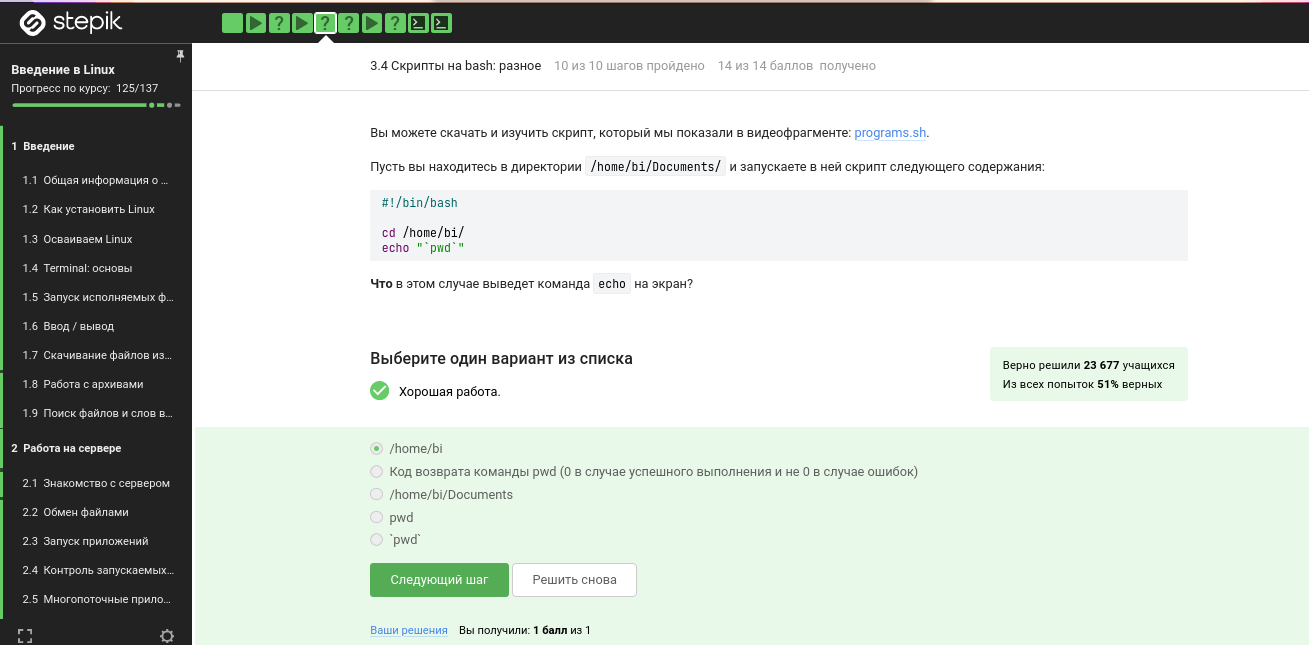 stepik
Введение в Linux
Прогресс по курсу: 125/137
1 Введение
1.1 Общая информация о ...
1.2 Как установить Linux
1.3 Осваиваем Linux
1.4 Terminal: основы
1.5 Запуск исполняемых ф...
1.6 Ввод / вывод
1.7 Скачивание файлов из...
1.8 Работа с архивами
1.9 Поиск файлов и слов в...
2 Работа на сервере
2.1 Знакомство с сервером
2.2 Обмен файлами
2.3 Запуск приложений
2.4 Контроль запускаемых...
2.5 Многопоточные прило...
3.4 Скрипты на bash: разное 10 из 10 шагов пройдено 14 из 14 баллов получено
Вы можете скачать и изучить скрипт, который мы показали в видеофрагменте: programs.sh.
Пусть вы находитесь в директории /home/bi/Documents/ и запускаете в ней скрипт следующего содержания:
#!/bin/bash
cd /home/bi/
echo "`pwd`"
Что в этом случае выведет команда echo на экран?
Выберите один вариант из списка
Хорошая работа.
Верно решили 23 677 учащихся
Из всех попыток 51% верных
/home/bi
Код возврата команды pwd (0 в случае успешного выполнения и не 0 в случае ошибок)
/home/bi/Documents
pwd
`pwd`
Следующий шаг Решить снова
Ваши решения Вы получили: 1 балл из 1